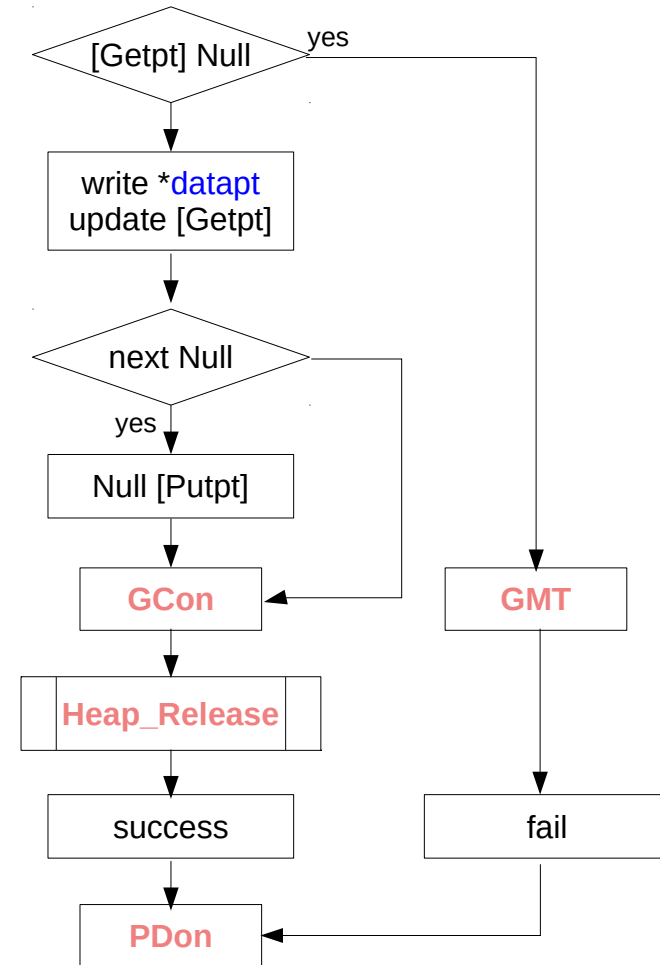 [Getpt] Null
yes
write *datapt
update [Getpt]
next Null
yes
Null [Putpt]
GCon
GMT
Heap_Release
success
fail
PDon